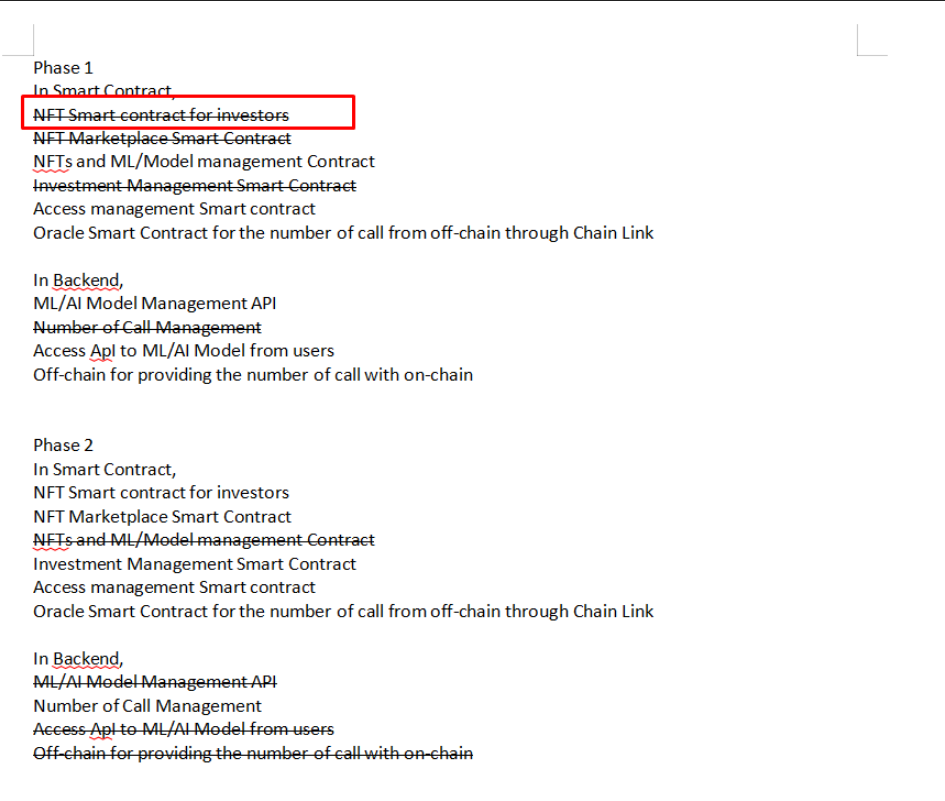 Phase 1
In Smart Contract,
NFT Smart contract for investors
NFT Marketplace Smart Contract
NFTs and ML/Model management Contract
Investment Management Smart Contract
Access management Smart contract
Oracle Smart Contract for the number of call from off-chain through Chain Link
In Backend,
ML/AI Model Management API
Number of Call Management
Access ApI to ML/AI Model from users
Off-chain for providing the number of call with on-chain
Phase 2
In Smart Contract,
NFT Smart contract for investors
NFT Marketplace Smart Contract
NFTs and ML/Model management Contract
Investment Management Smart Contract
Access management Smart contract
Oracle Smart Contract for the number of call from off-chain through Chain Link
In Backend,
ML/AI Model Management API
Number of Call Management
Access ApI to ML/AI Model from users
Off-chain for providing the number of call with on-chain